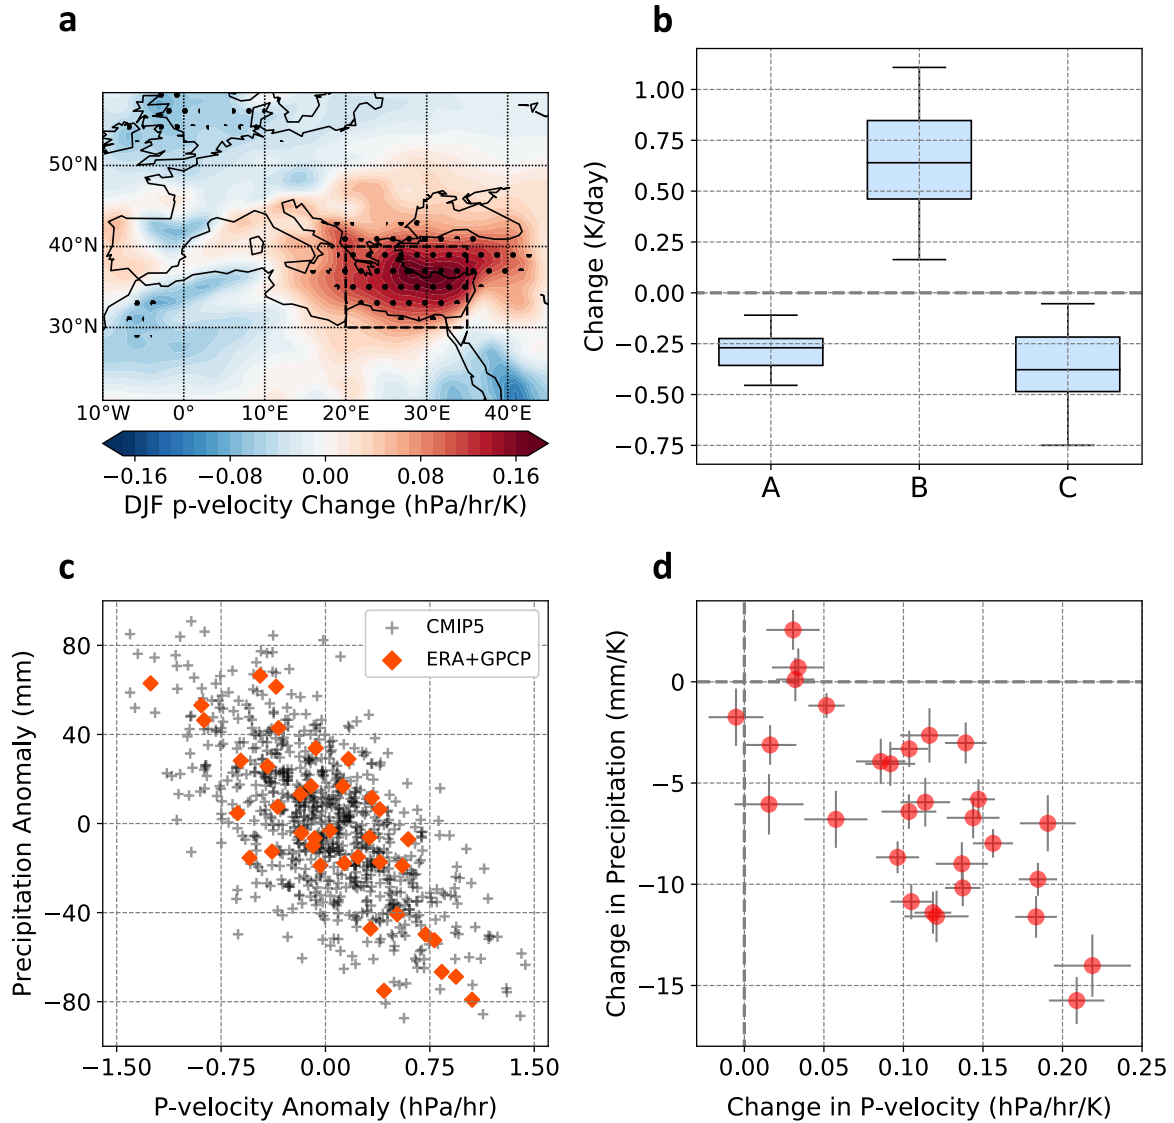 a
50°N
40°N
30°N
10°W 0° 10°E 20°E 30°E 40°E
−0.16 −0.08 0.00 0.08 0.16
DJF p-velocity Change (hPa/hr/K)
b
Change (K/day)
1.00
0.75
0.50
0.25
0.00
−0.25
−0.50
−0.75
A B C
c
Precipitation Anomaly (mm)
80
40
0
−40
−80
CMIP5
ERA+GPCP
−1.50 −0.75 0.00 0.75 1.50
P-velocity Anomaly (hPa/hr)
d
Change in Precipitation (mm/K)
0
−5
−10
−15
0.00 0.05 0.10 0.15 0.20 0.25
Change in P-velocity (hPa/hr/K)